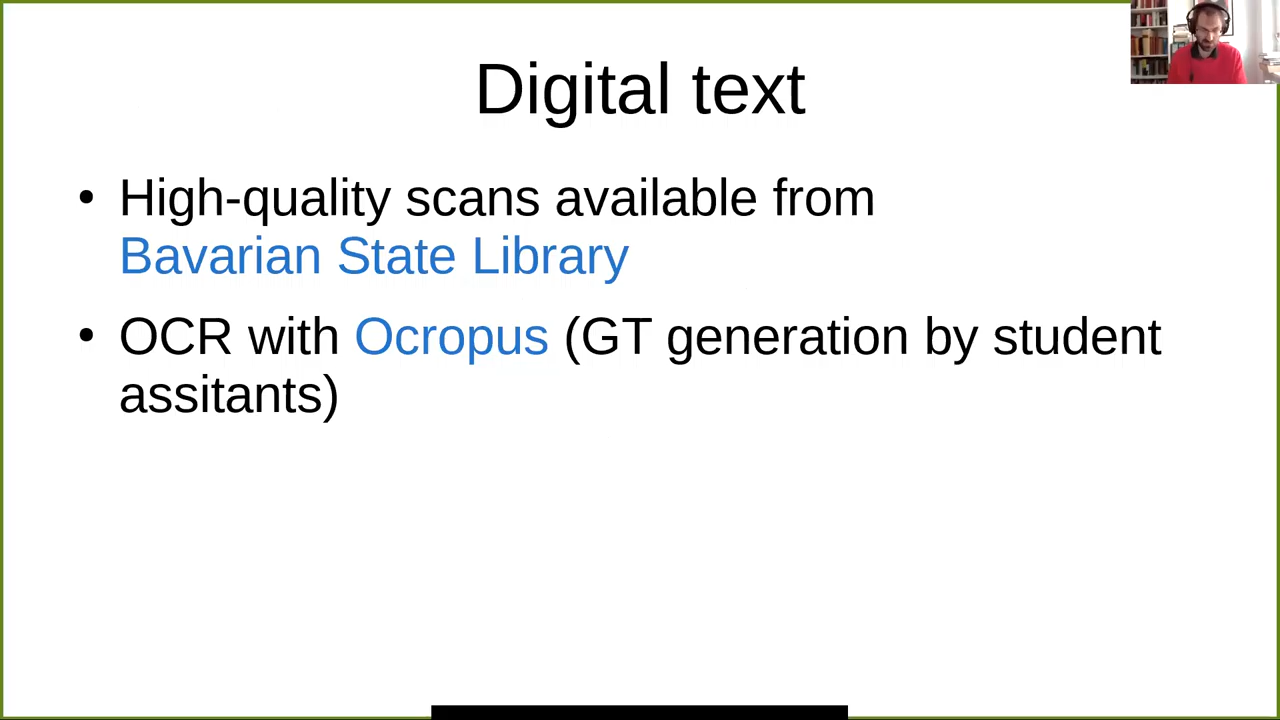 Digital text
• High-quality scans available from
Bavarian State Library
• OCR with Ocropus (GT generation by student
assitants)